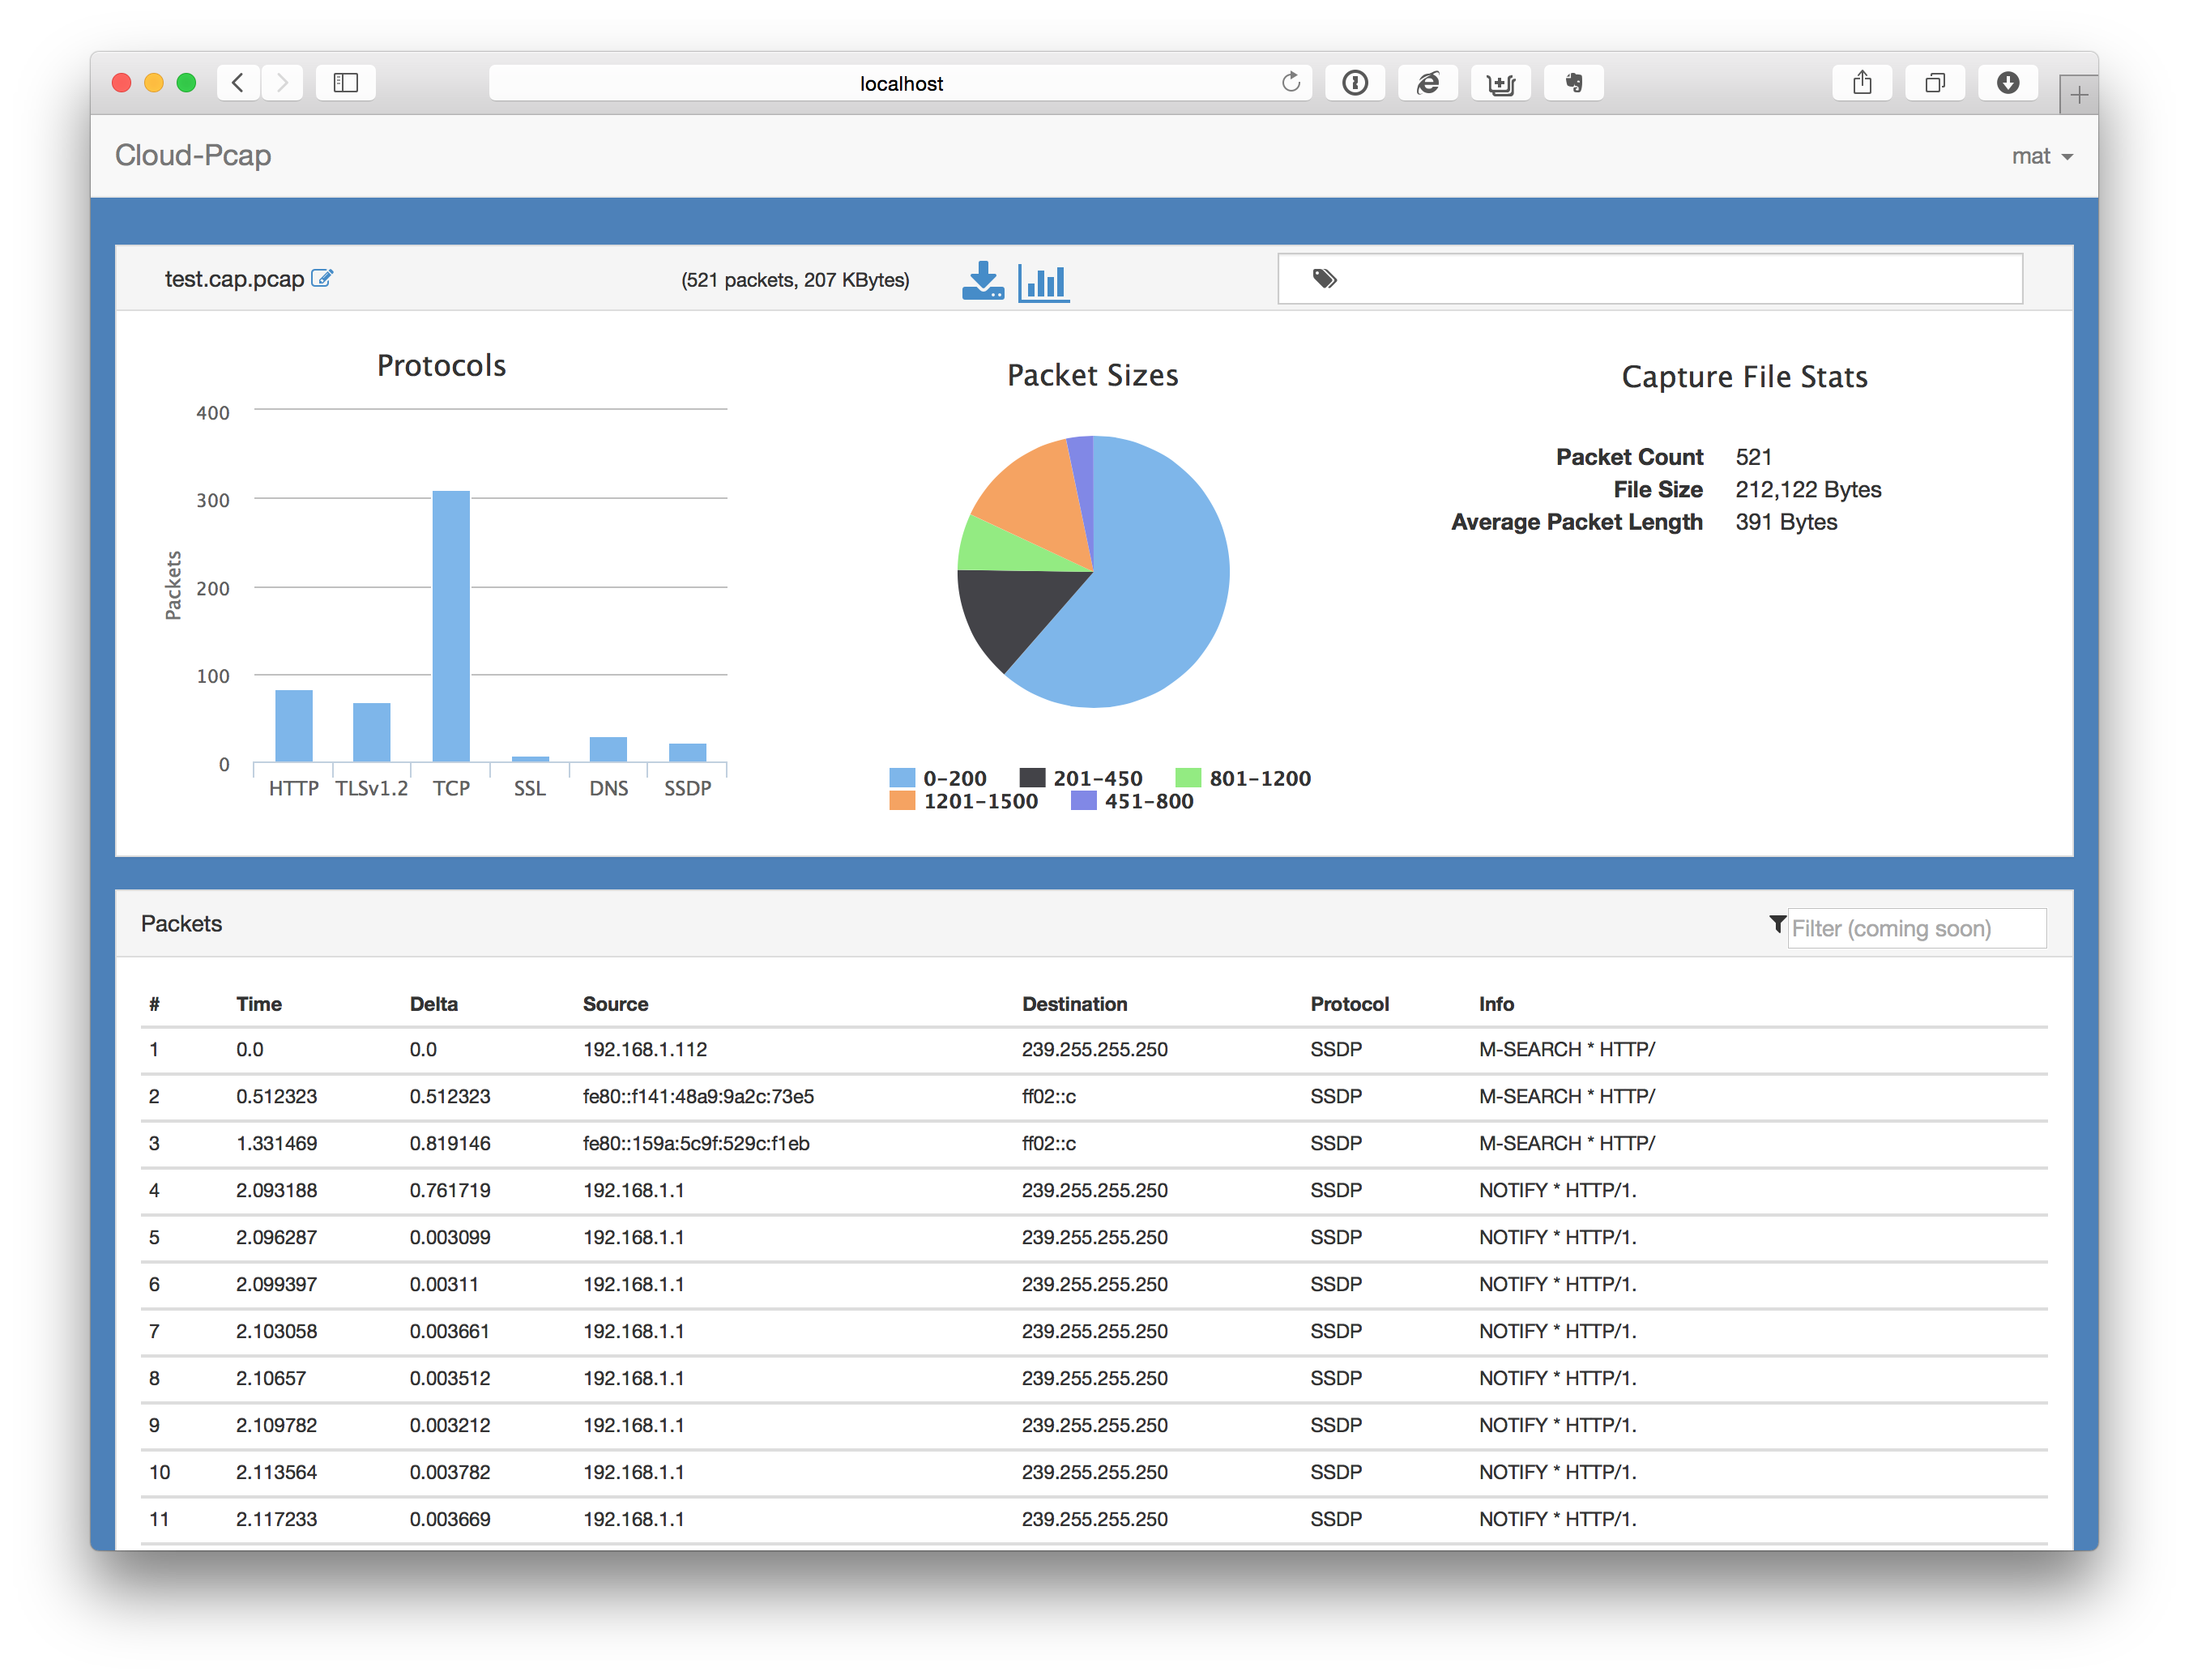 localhost
Cloud-Pcap
mat
test.cap.pcap
(521 packets, 207 KBytes)
Protocols
400
300
200
100
0
Packets
HTTP TLSv1.2 TCP SSL DNS SSDP
Packet Sizes
0-200 201-450 801-1200
1201-1500 451-800
Capture File Stats
Packet Count 521
File Size 212,122 Bytes
Average Packet Length 391 Bytes
Packets
Filter (coming soon)
# Time Delta Source Destination Protocol Info
1 0.0 0.0 192.168.1.112 239.255.255.250 SSDP M-SEARCH * HTTP/
2 0.512323 0.512323 fe80::f141:48a9:9a2c:73e5 ff02::c SSDP M-SEARCH * HTTP/
3 1.331469 0.819146 fe80::159a:5c9f:529c:f1eb ff02::c SSDP M-SEARCH * HTTP/
4 2.093188 0.761719 192.168.1.1 239.255.255.250 SSDP NOTIFY * HTTP/1.
5 2.096287 0.003099 192.168.1.1 239.255.255.250 SSDP NOTIFY * HTTP/1.
6 2.099397 0.00311 192.168.1.1 239.255.255.250 SSDP NOTIFY * HTTP/1.
7 2.103058 0.003661 192.168.1.1 239.255.255.250 SSDP NOTIFY * HTTP/1.
8 2.10657 0.003512 192.168.1.1 239.255.255.250 SSDP NOTIFY * HTTP/1.
9 2.109782 0.003212 192.168.1.1 239.255.255.250 SSDP NOTIFY * HTTP/1.
10 2.113564 0.003782 192.168.1.1 239.255.255.250 SSDP NOTIFY * HTTP/1.
11 2.117233 0.003669 192.168.1.1 239.255.255.250 SSDP NOTIFY * HTTP/1.